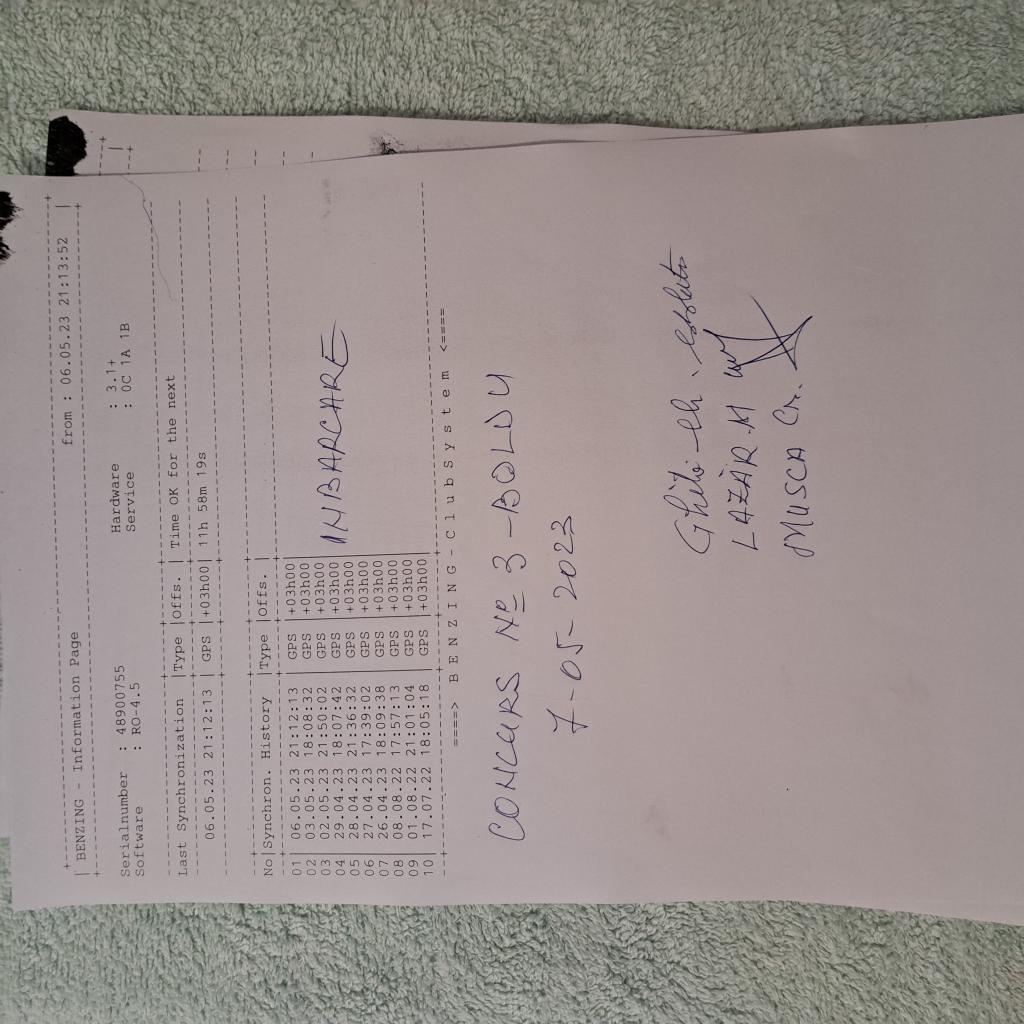 BENZING - Information Page from : 06.05.23 21:13:52
Serialnumber : 48900755 Hardware : 3.1+
Software : RO-4.5 Service : 0C 1A 1B
Last Synchronization |Type |Offs. | Time OK for the next
06.05.23 21:12:13 | GPS |+03h00| 11h 58m 19s
No|Synchron. History |Type |Offs. |
01| 06.05.23 21:12:13 | GPS |+03h00|
02| 03.05.23 18:08:32 | GPS |+03h00|
03| 02.05.23 21:50:02 | GPS |+03h00|
04| 29.04.23 18:07:42 | GPS |+03h00|
05| 28.04.23 21:36:32 | GPS |+03h00|
06| 27.04.23 17:39:02 | GPS |+03h00|
07| 26.04.23 18:09:38 | GPS |+03h00|
08| 08.08.22 17:57:13 | GPS |+03h00|
09| 01.08.22 21:01:04 | GPS |+03h00|
10| 17.07.22 18:05:18 | GPS |+03h00|
INBARCARE
====> B E N Z I N G - C l u b S y s t e m <====
CONCURS Nº 3 - BOLDU
7-05-2023
LAZĂR M
MUSCA